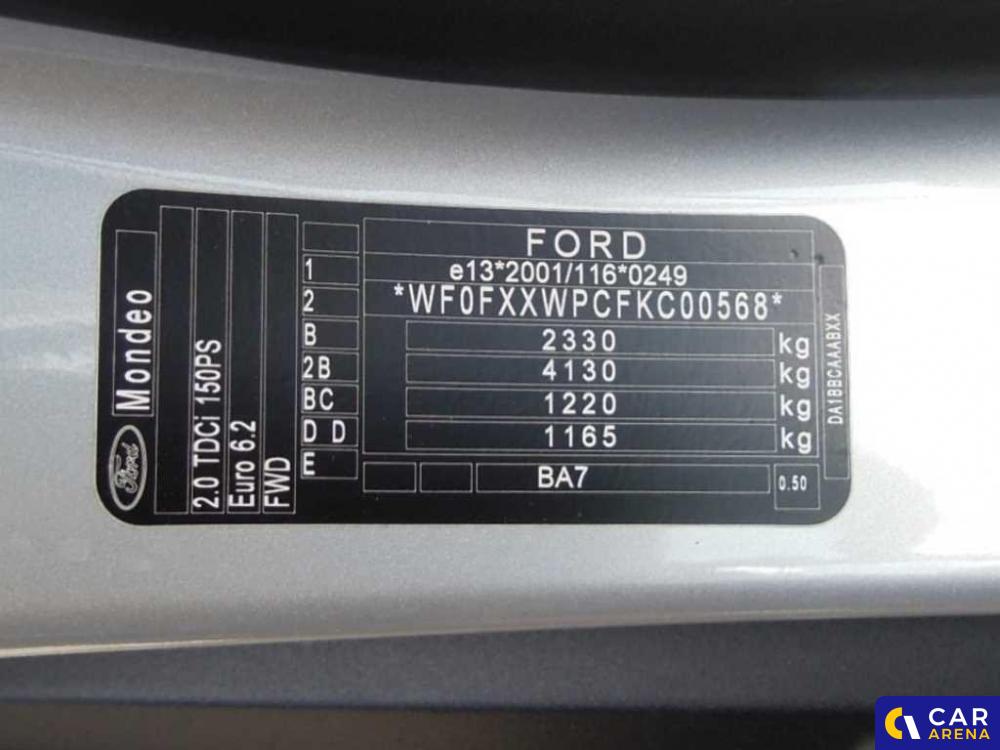 FORD
1 e13*2001/116*0249
2 *WF0FXXWPCFKC00568*
B 2330 kg
2B 4130 kg
BC 1220 kg
D D 1165 kg
E BA7 0.50
Mondeo
Ford
2.0 TDCi 150PS
Euro 6.2
FWD
DA1BBCAAABXX
CAR
ARENA